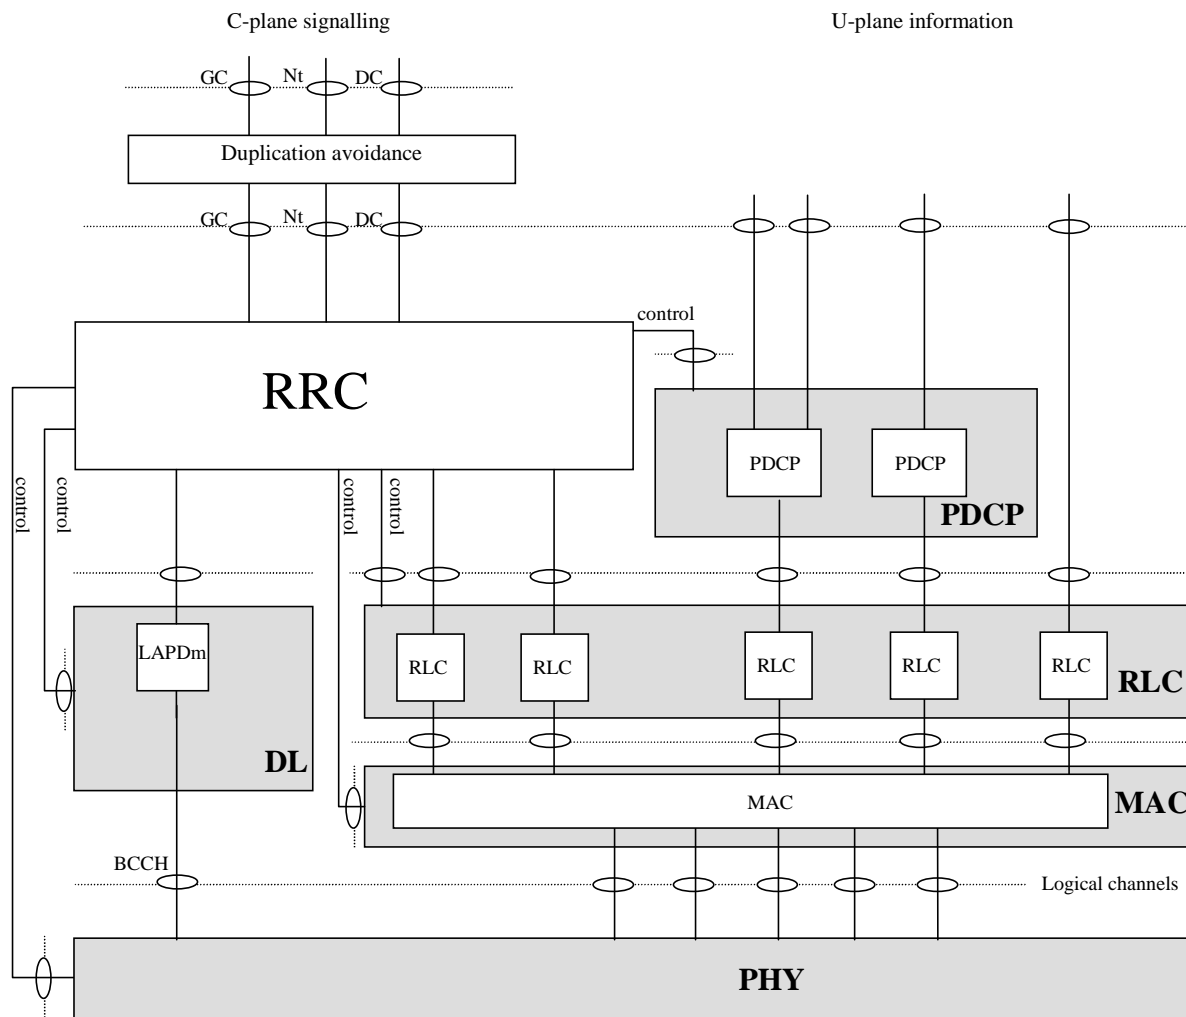 C-plane signalling
U-plane information
GC
Nt
DC
Duplication avoidance
GC
Nt
DC
control
RRC
PDCP
PDCP
PDCP
control
control
control
control
LAPDm
DL
RLC
RLC
RLC
RLC
RLC
RLC
MAC
MAC
BCCH
Logical channels
PHY